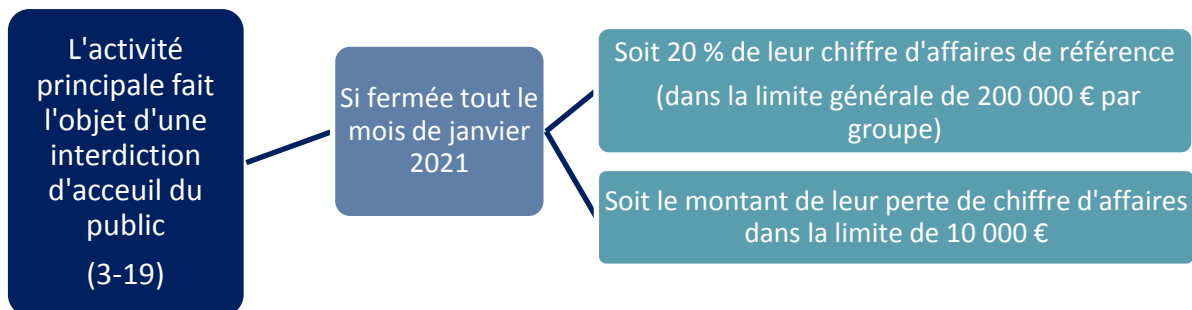 L'activité
principale fait
l'objet d'une
interdiction
d'acceuil du
public
(3-19)
Si fermée tout le
mois de janvier
2021
Soit 20 % de leur chiffre d'affaires de référence
(dans la limite générale de 200 000 € par
groupe)
Soit le montant de leur perte de chiffre d'affaires
dans la limite de 10 000 €